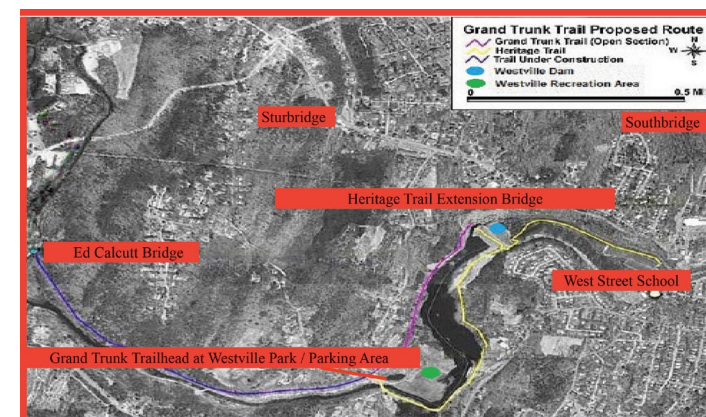 Grand Trunk Trail Proposed Route
Grand Trunk Trail (Open Section)
Heritage Trail
Trail Under Construction
Westville Dam
Westville Recreation Area
N
W
S
0
0.5 MI
Sturbridge
Southbridge
Heritage Trail Extension Bridge
Ed Calcutt Bridge
West Street School
Grand Trunk Trailhead at Westville Park / Parking Area